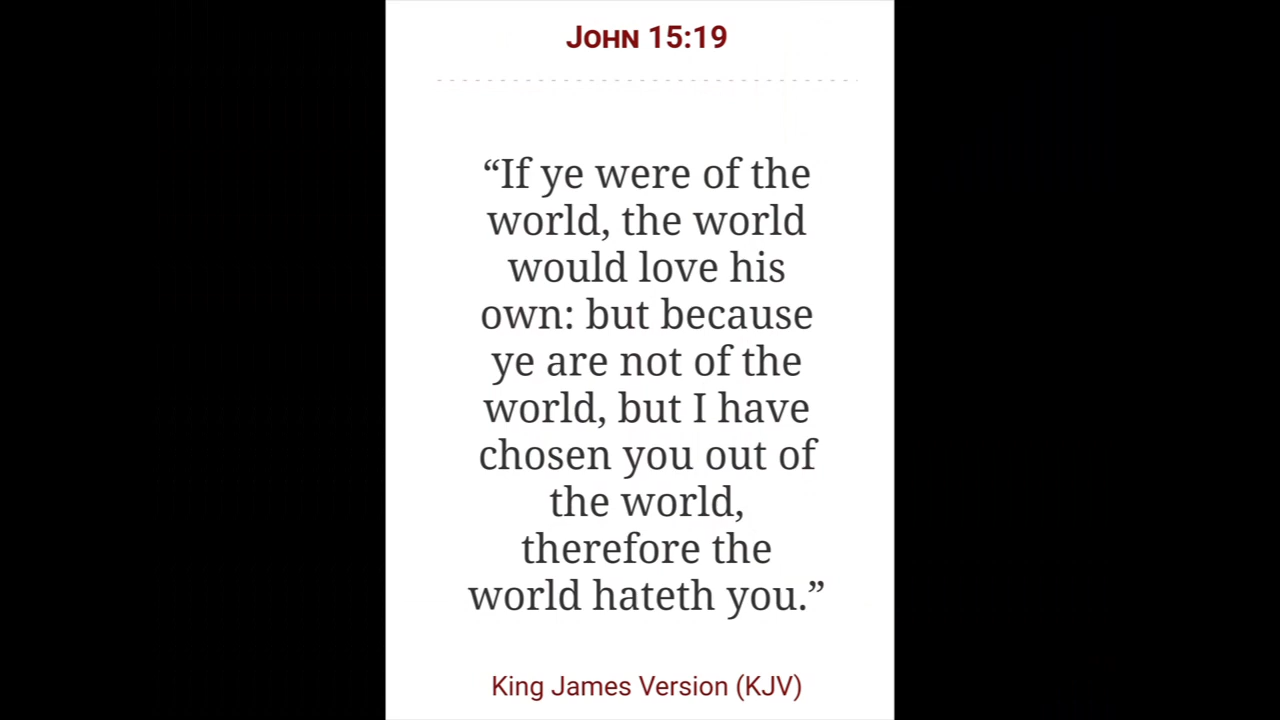 John 15:19
“If ye were of the
world, the world
would love his
own: but because
ye are not of the
world, but I have
chosen you out of
the world,
therefore the
world hateth you.”
King James Version (KJV)